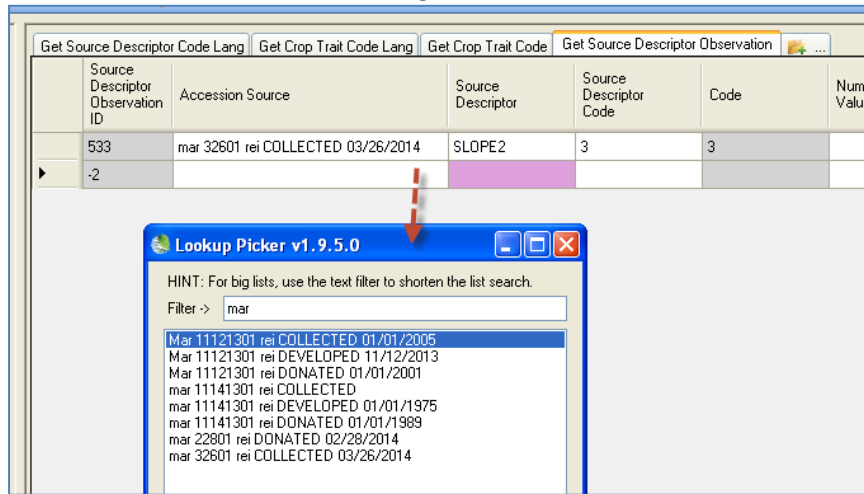 Get Source Descriptor Code Lang Get Crop Trait Code Lang Get Crop Trait Code Get Source Descriptor Observation ...
Source Descriptor Observation ID Accession Source Source Descriptor Source Descriptor Code Code
533 mar 32601 rei COLLECTED 03/26/2014 SLOPE2 3 3
-2
Lookup Picker v1.9.5.0
HINT: For big lists, use the text filter to shorten the list search.
Filter -> mar
Mar 11121301 rei COLLECTED 01/01/2005
Mar 11121301 rei DEVELOPED 11/12/2013
Mar 11121301 rei DONATED 01/01/2001
mar 11141301 rei COLLECTED
mar 11141301 rei DEVELOPED 01/01/1975
mar 11141301 rei DONATED 01/01/1989
mar 22801 rei DONATED 02/28/2014
mar 32601 rei COLLECTED 03/26/2014